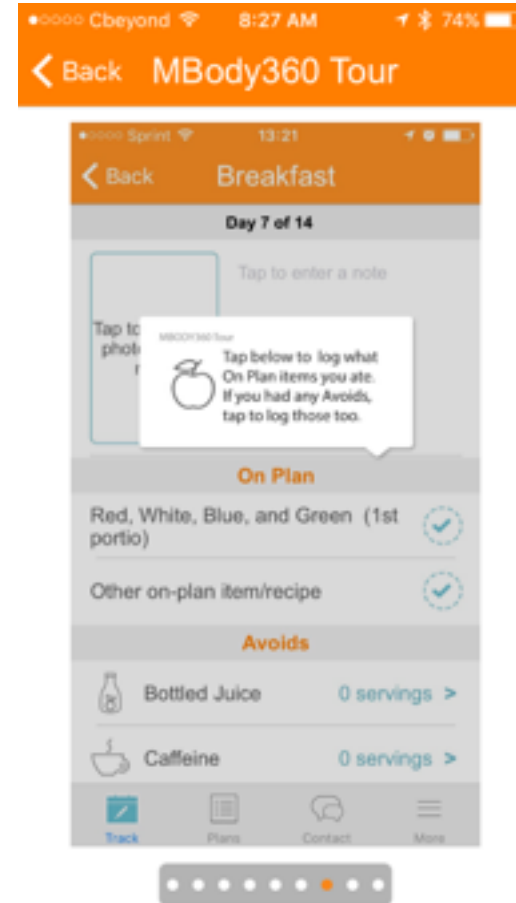 Cbeyond 8:27 AM 74%
Back MBody360 Tour
Sprint 13:21
Back Breakfast
Day 7 of 14
Tap to enter a note
Tap to
phot
MBODY360 Tour
Tap below to log what
On Plan items you ate.
If you had any Avoids,
tap to log those too.
On Plan
Red, White, Blue, and Green (1st
portio)
Other on-plan item/recipe
Avoids
Bottled Juice 0 servings >
Caffeine 0 servings >
Track Plans Contact More